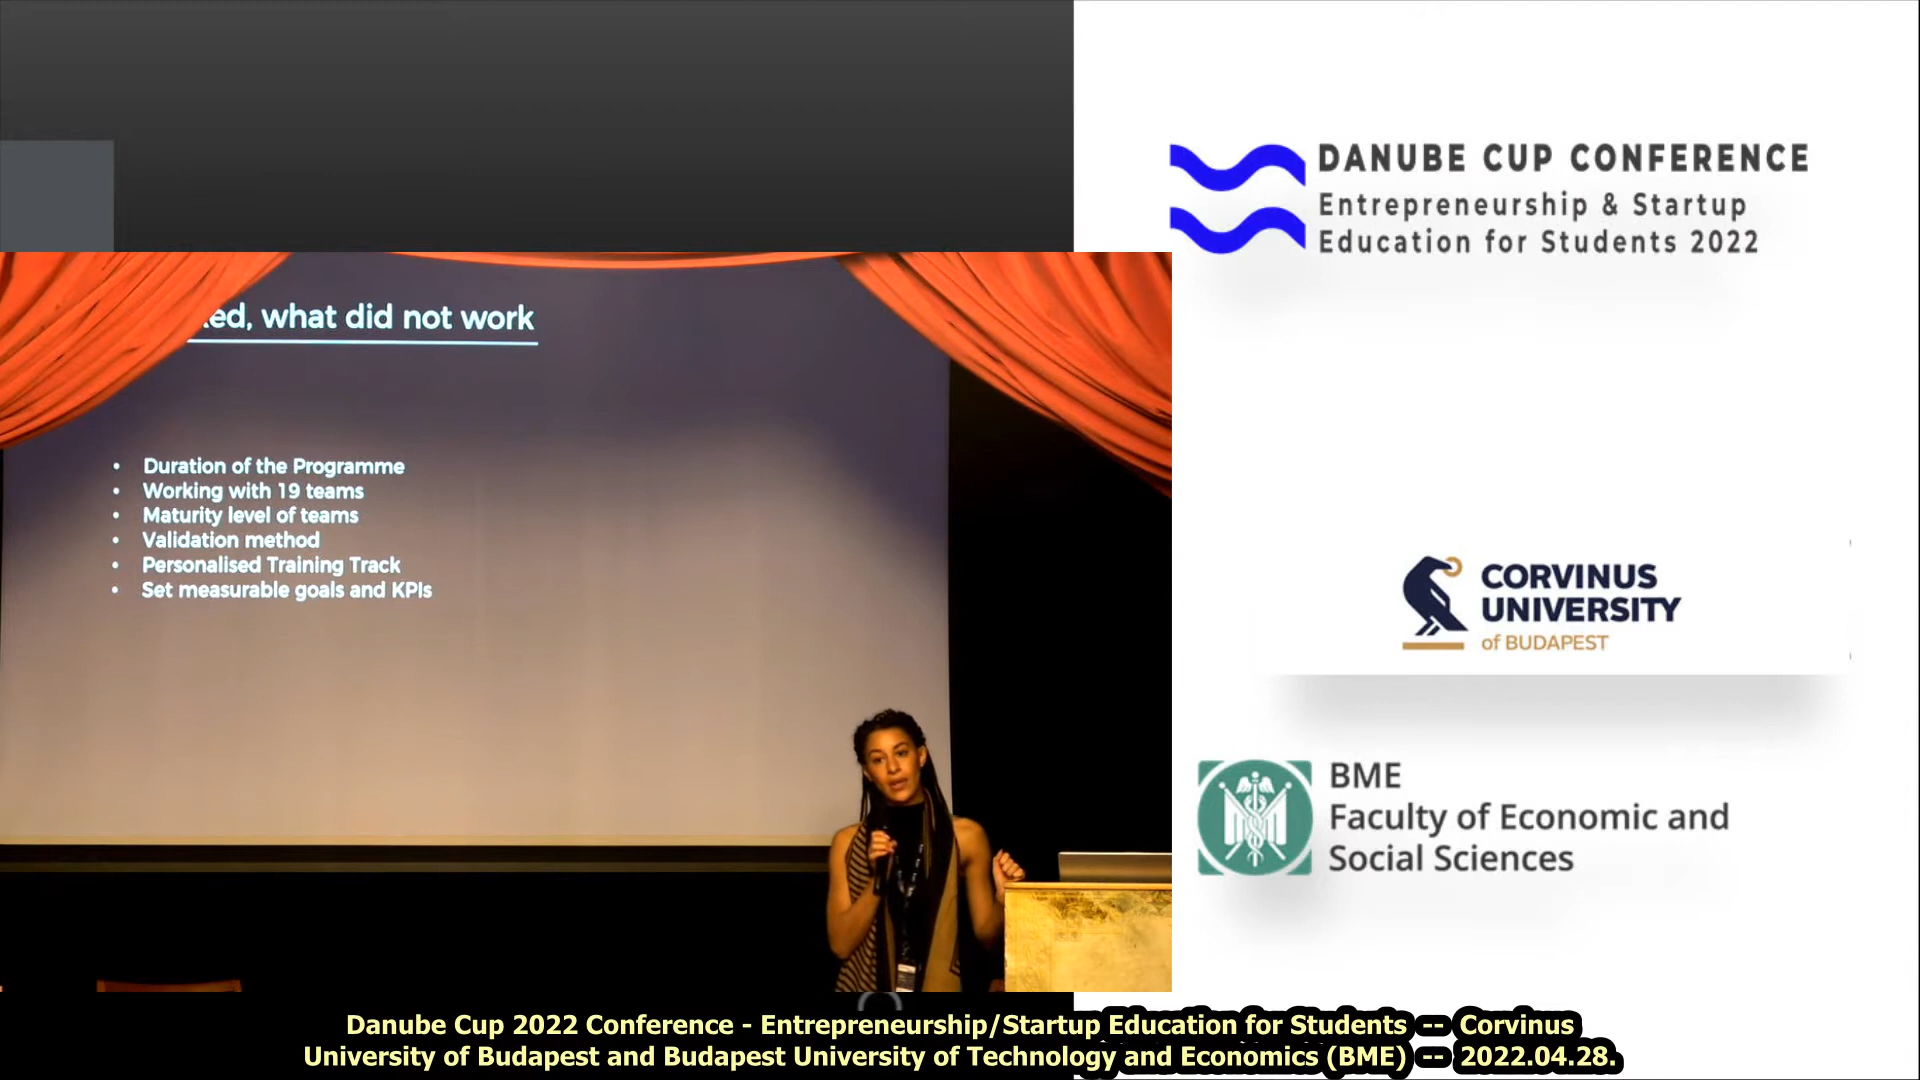 DANUBE CUP CONFERENCE
Entrepreneurship & Startup
Education for Students 2022
what did not work
• Duration of the Programme
• Working with 19 teams
• Maturity level of teams
• Validation method
• Personalised Training Track
• Set measurable goals and KPIs
CORVINUS
UNIVERSITY
of BUDAPEST
BME
Faculty of Economic and
Social Sciences
Danube Cup 2022 Conference - Entrepreneurship/Startup Education for Students -- Corvinus
University of Budapest and Budapest University of Technology and Economics (BME) -- 2022.04.28.